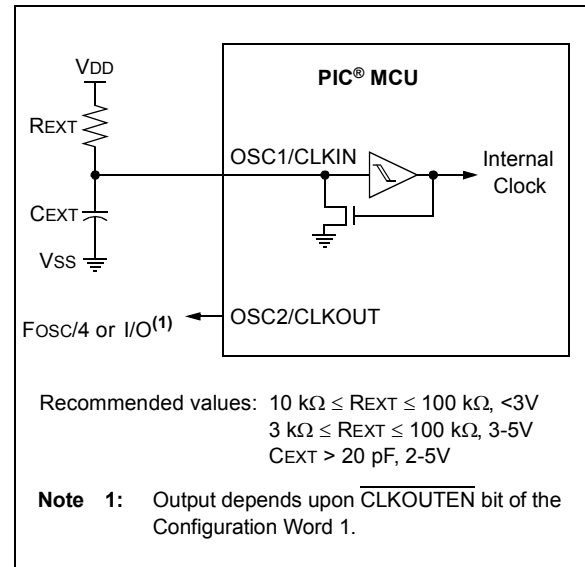 VDD
PIC® MCU
REXT
OSC1/CLKIN
Internal
Clock
CEXT
VSS
OSC2/CLKOUT
FOSC/4 or I/O(1)
Recommended values: 10 kΩ ≤ REXT ≤ 100 kΩ, <3V
3 kΩ ≤ REXT ≤ 100 kΩ, 3-5V
CEXT > 20 pF, 2-5V
Note 1: Output depends upon C̅L̅K̅O̅U̅T̅E̅N̅ bit of the
Configuration Word 1.